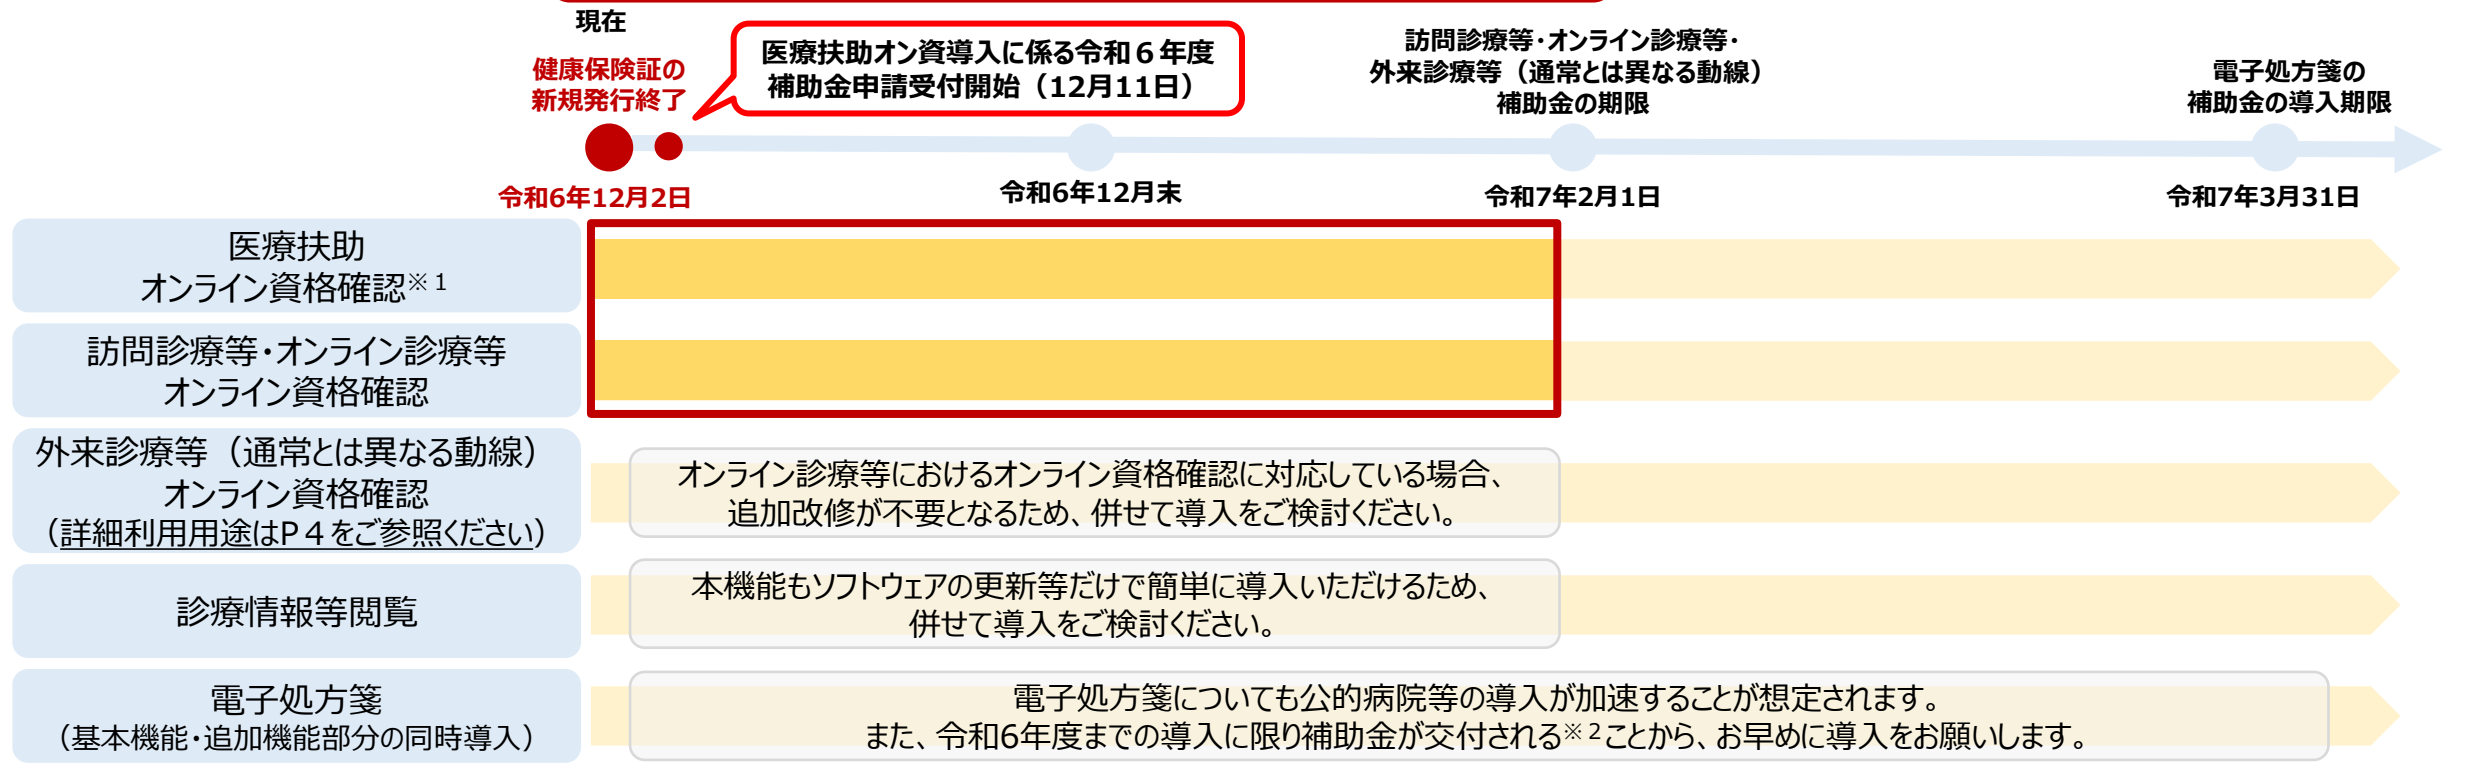 現在
健康保険証の
新規発行終了
医療扶助オン資導入に係る令和６年度
補助金申請受付開始（12月11日）
訪問診療等・オンライン診療等・
外来診療等（通常とは異なる動線）
補助金の期限
電子処方箋の
補助金の導入期限
令和6年12月2日
令和6年12月末
令和7年2月1日
令和7年3月31日
医療扶助
オンライン資格確認※１
訪問診療等・オンライン診療等
オンライン資格確認
外来診療等（通常とは異なる動線）
オンライン資格確認
（詳細利用用途はP４をご参照ください）
オンライン診療等におけるオンライン資格確認に対応している場合、
追加改修が不要となるため、併せて導入をご検討ください。
診療情報等閲覧
本機能もソフトウェアの更新等だけで簡単に導入いただけるため、
併せて導入をご検討ください。
電子処方箋
（基本機能・追加機能部分の同時導入）
電子処方箋についても公的病院等の導入が加速することが想定されます。
また、令和6年度までの導入に限り補助金が交付される※２ことから、お早めに導入をお願いします。